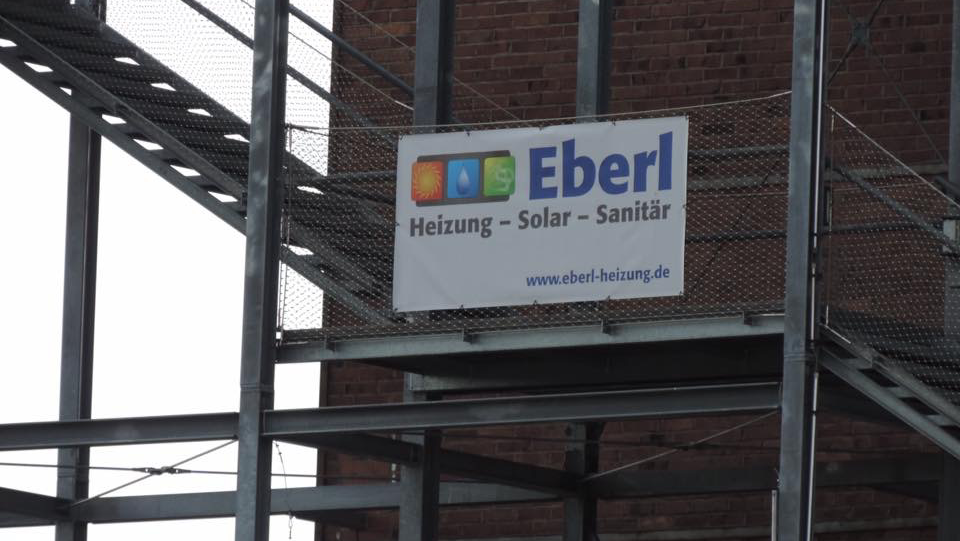 Eberl
Heizung – Solar – Sanitär
www.eberl-heizung.de